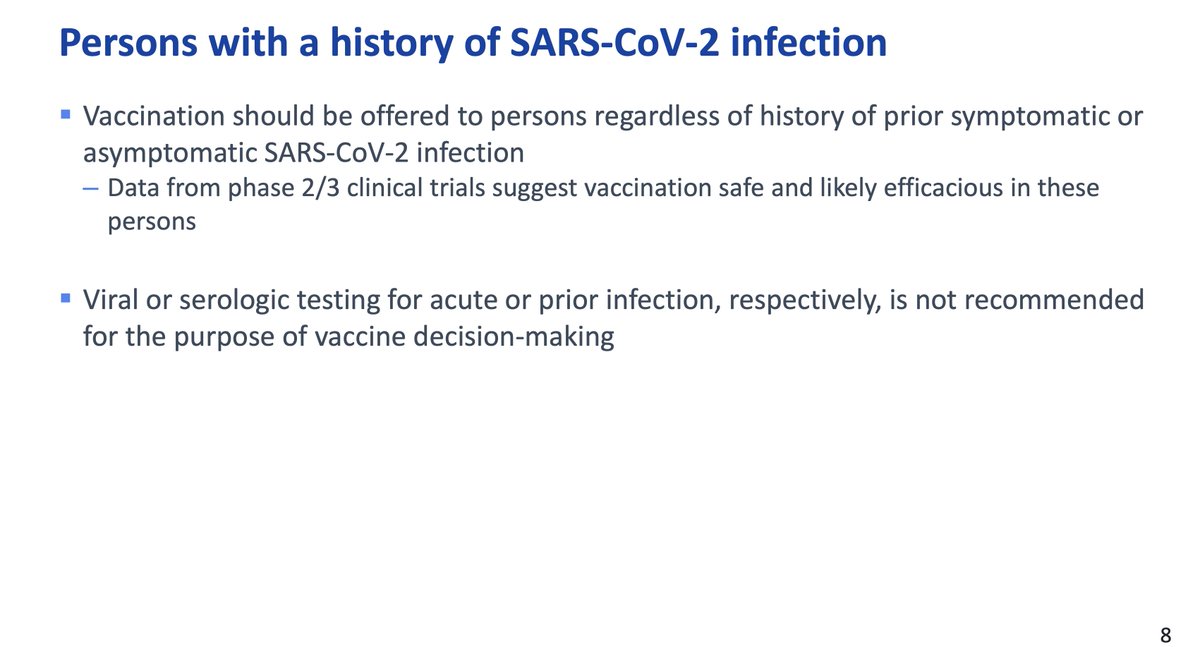 Persons with a history of SARS-CoV-2 infection
▪ Vaccination should be offered to persons regardless of history of prior symptomatic or
asymptomatic SARS-CoV-2 infection
– Data from phase 2/3 clinical trials suggest vaccination safe and likely efficacious in these
persons
▪ Viral or serologic testing for acute or prior infection, respectively, is not recommended
for the purpose of vaccine decision-making
8